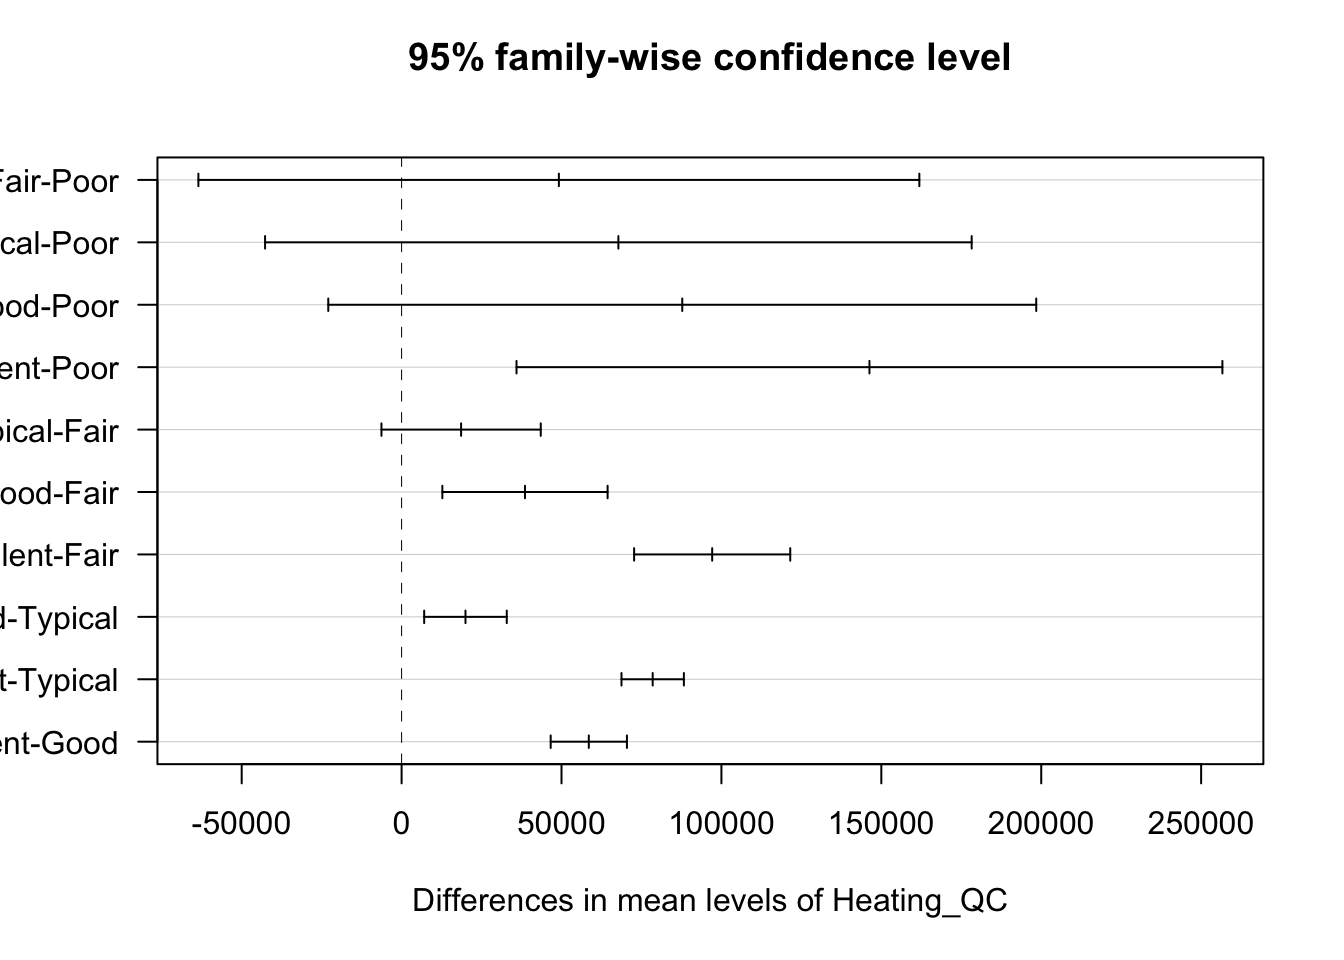 95% family-wise confidence level
Fair-Poor
cal-Poor
ood-Poor
ent-Poor
pical-Fair
ood-Fair
lent-Fair
d-Typical
t-Typical
ent-Good
-50000 0 50000 100000 150000 200000 250000
Differences in mean levels of Heating_QC